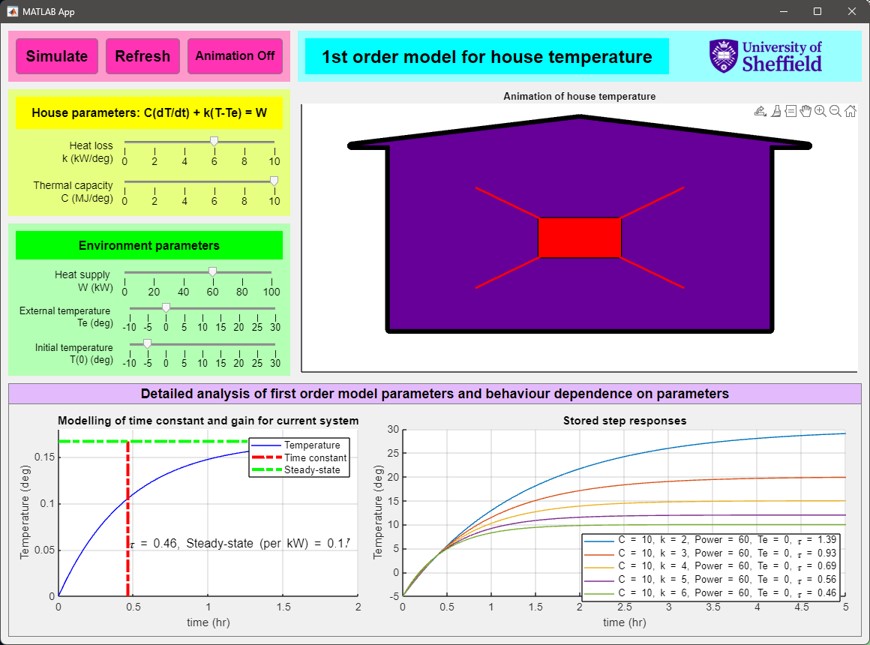 MATLAB App
Simulate Refresh Animation Off
1st order model for house temperature
University of
Sheffield
House parameters: C(dT/dt) + k(T-Te) = W
Heat loss
k (kW/deg)
0 2 4 6 8 10
Thermal capacity
C (MJ/deg)
0 2 4 6 8 10
Environment parameters
Heat supply
W (kW)
0 20 40 60 80 100
External temperature
Te (deg)
-10 -5 0 5 10 15 20 25 30
Initial temperature
T(0) (deg)
-10 -5 0 5 10 15 20 25 30
Animation of house temperature
Detailed analysis of first order model parameters and behaviour dependence on parameters
Modelling of time constant and gain for current system
Temperature (deg)
0.15
0.1
0.05
0
Temperature
Time constant
Steady-state
τ = 0.46, Steady-state (per kW) = 0.17
0 0.5 1 1.5 2
time (hr)
Stored step responses
Temperature (deg)
30
25
20
15
10
5
0
-5
C = 10, k = 2, Power = 60, Te = 0, τ = 1.39
C = 10, k = 3, Power = 60, Te = 0, τ = 0.93
C = 10, k = 4, Power = 60, Te = 0, τ = 0.69
C = 10, k = 5, Power = 60, Te = 0, τ = 0.56
C = 10, k = 6, Power = 60, Te = 0, τ = 0.46
0 0.5 1 1.5 2 2.5 3 3.5 4 4.5 5
time (hr)